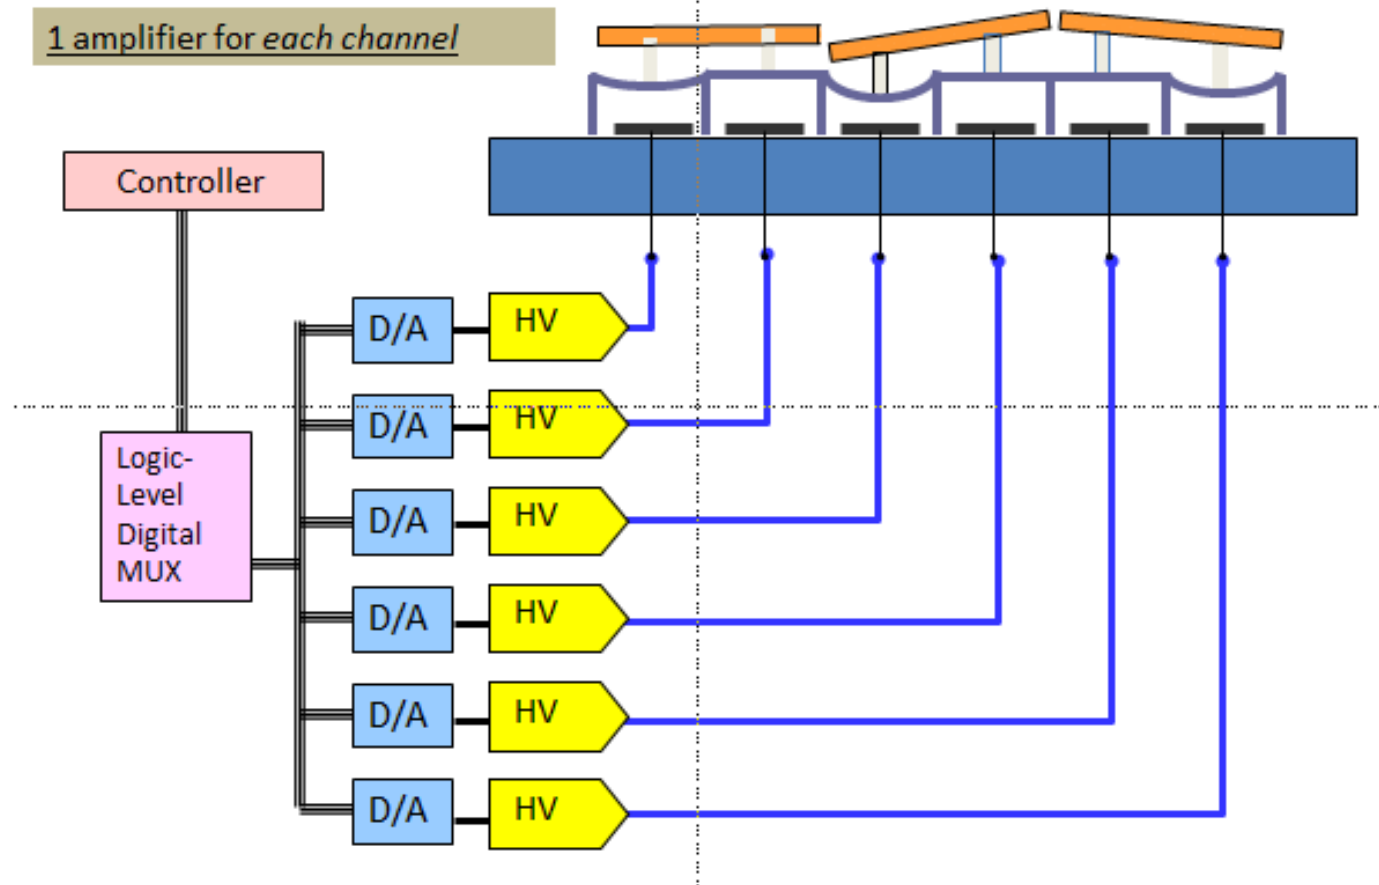 1 amplifier for each channel
Controller
Logic-
Level
Digital
MUX
D/A
HV
D/A
HV
D/A
HV
D/A
HV
D/A
HV
D/A
HV